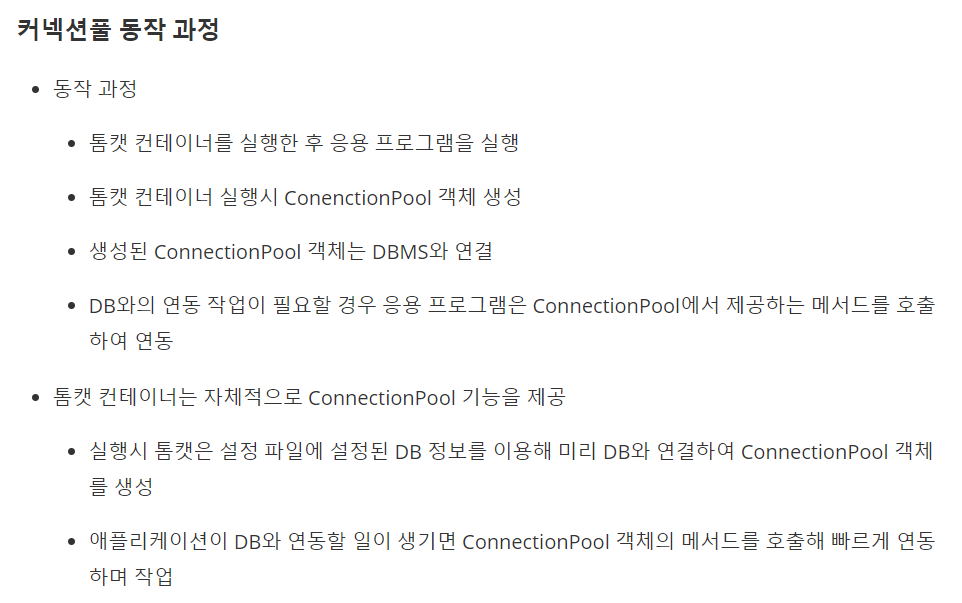 커넥션풀 동작 과정
동작 과정
톰캣 컨테이너를 실행한 후 응용 프로그램을 실행
톰캣 컨테이너 실행시 ConenctionPool 객체 생성
생성된 ConnectionPool 객체는 DBMS와 연결
DB와의 연동 작업이 필요할 경우 응용 프로그램은 ConnectionPool에서 제공하는 메서드를 호출
하여 연동
톰캣 컨테이너는 자체적으로 ConnectionPool 기능을 제공
실행시 톰캣은 설정 파일에 설정된 DB 정보를 이용해 미리 DB와 연결하여 ConnectionPool 객체
를 생성
애플리케이션이 DB와 연동할 일이 생기면 ConnectionPool 객체의 메서드를 호출해 빠르게 연동
하며 작업